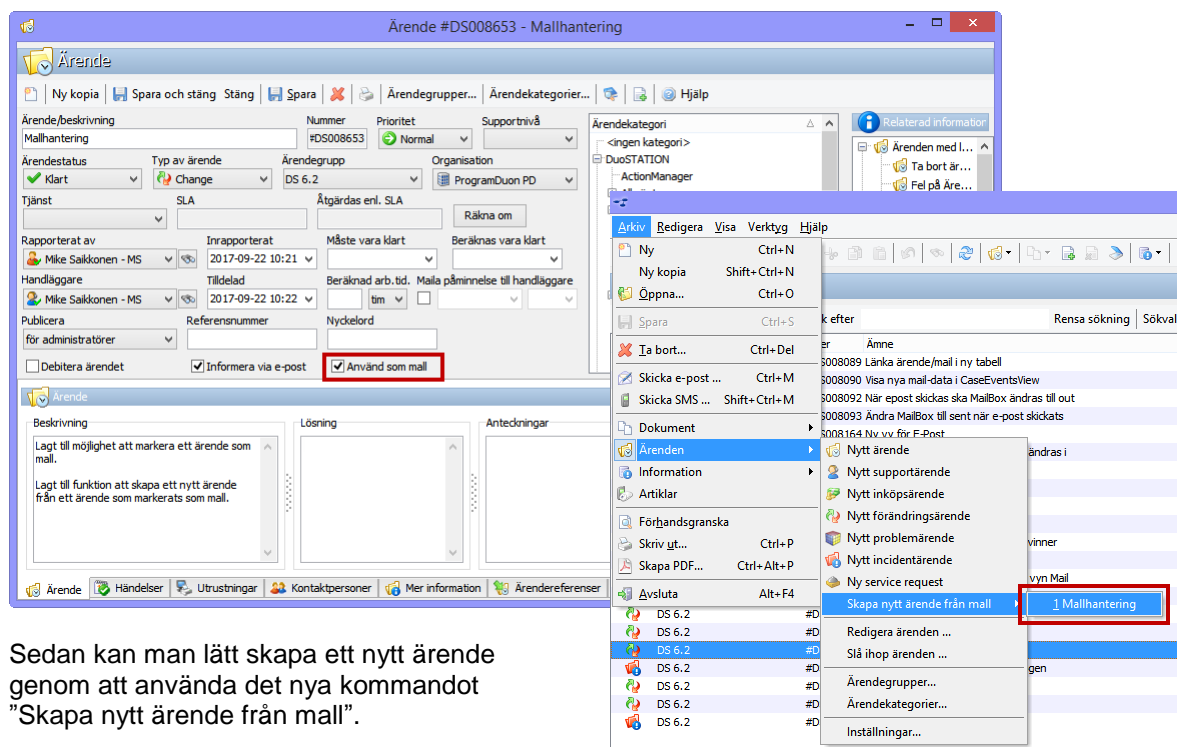 Ärende #DS008653 - Mallhantering
Ärende
Ny kopia Spara och stäng Stäng Spara Ärendegrupper... Ärendekategorier... Hjälp
Ärende/beskrivning Nummer Prioritet Supportnivå
Mallhantering #DS008653 Normal
Ärendestatus Typ av ärende Ärendegrupp Organisation
Klart Change DS 6.2 ProgramDuon PD
Tjänst SLA Åtgärdas enl. SLA
Räkna om
Rapporterat av Inrapporterat Måste vara klart Beräknas vara klart
Mike Saikkonen - MS 2017-09-22 10:21
Handläggare Tilldelad Beräknad arb.tid. Maila påminnelse till handläggare
Mike Saikkonen - MS 2017-09-22 10:22 tim
Publicera Referensnummer Nyckelord
för administratörer
Debitera ärendet Informera via e-post Använd som mall
Ärendekategori
<ingen kategori>
DuoSTATION
ActionManager
Relaterad information
Ärenden med l...
Ta bort är...
Fel på Äre...
Ärende
Beskrivning Lösning Anteckningar
Lagt till möjlighet att markera ett ärende som
mall.
Lagt till funktion att skapa ett nytt ärende
från ett ärende som markerats som mall.
Ärende Händelser Utrustningar Kontaktpersoner Mer information Ärendereferenser
Arkiv Redigera Visa Verktyg Hjälp
Ny Ctrl+N
Ny kopia Shift+Ctrl+N
Öppna... Ctrl+O
Spara Ctrl+S
Ta bort... Ctrl+Del
Skicka e-post ... Ctrl+M
Skicka SMS ... Shift+Ctrl+M
Dokument
Ärenden
Information
Artiklar
Förhandsgranska
Skriv ut... Ctrl+P
Skapa PDF... Ctrl+Alt+P
Avsluta Alt+F4
k efter Rensa sökning Sökval
er Ämne
S008089 Länka ärende/mail i ny tabell
S008090 Visa nya mail-data i CaseEventsView
S008092 När epost skickas ska MailBox ändras till out
S008093 Ändra MailBox till sent när e-post skickats
S008164 Ny vy för E-Post
ändras i
vinner
vyn Mail
gen
Nytt ärende
Nytt supportärende
Nytt inköpsärende
Nytt förändringsärende
Nytt problemärende
Nytt incidentärende
Ny service request
Skapa nytt ärende från mall
1 Mallhantering
Redigera ärenden ...
Slå ihop ärenden ...
Ärendegrupper...
Ärendekategorier...
Inställningar...
DS 6.2 #D
DS 6.2 #D
DS 6.2 #D
DS 6.2 #D
DS 6.2 #D
DS 6.2 #D
DS 6.2 #D
Sedan kan man lätt skapa ett nytt ärende
genom att använda det nya kommandot
”Skapa nytt ärende från mall”.